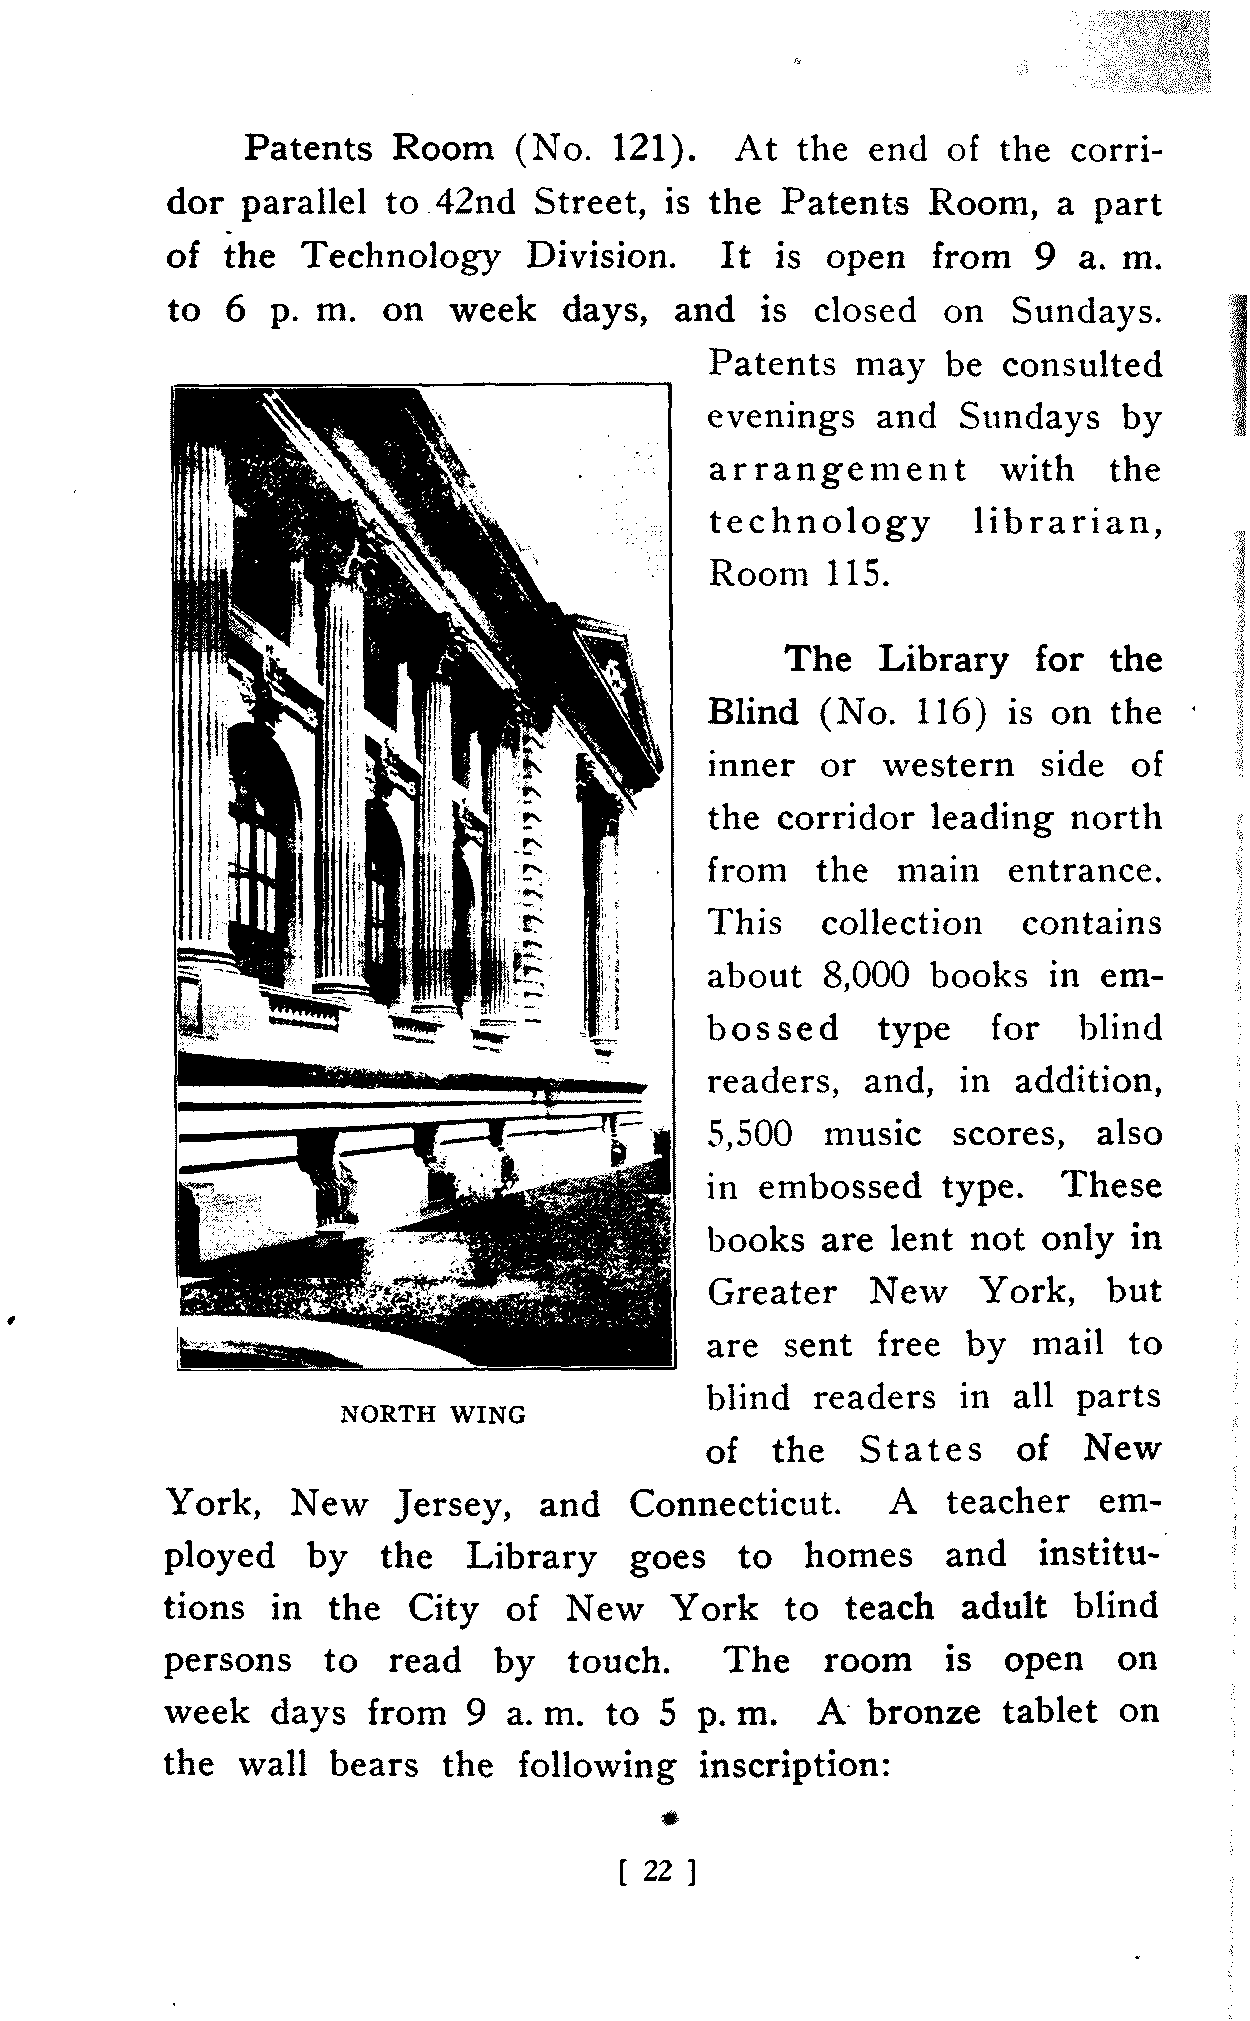 Patents Room (No. 121). At the end of the corri-
dor parallel to 42nd Street, is the Patents Room, a part
of the Technology Division. It is open from 9 a. m.
to 6 p. m. on week days, and is closed on Sundays.
Patents may be consulted
evenings and Sundays by
arrangement with the
technology librarian,
Room 115.
The Library for the
Blind (No. 116) is on the
inner or western side of
the corridor leading north
from the main entrance.
This collection contains
about 8,000 books in em-
bossed type for blind
readers, and, in addition,
5,500 music scores, also
in embossed type. These
books are lent not only in
Greater New York, but
are sent free by mail to
blind readers in all parts
of the States of New
NORTH WING
York, New Jersey, and Connecticut. A teacher em-
ployed by the Library goes to homes and institu-
tions in the City of New York to teach adult blind
persons to read by touch. The room is open on
week days from 9 a. m. to 5 p. m. A bronze tablet on
the wall bears the following inscription:
[ 22 ]